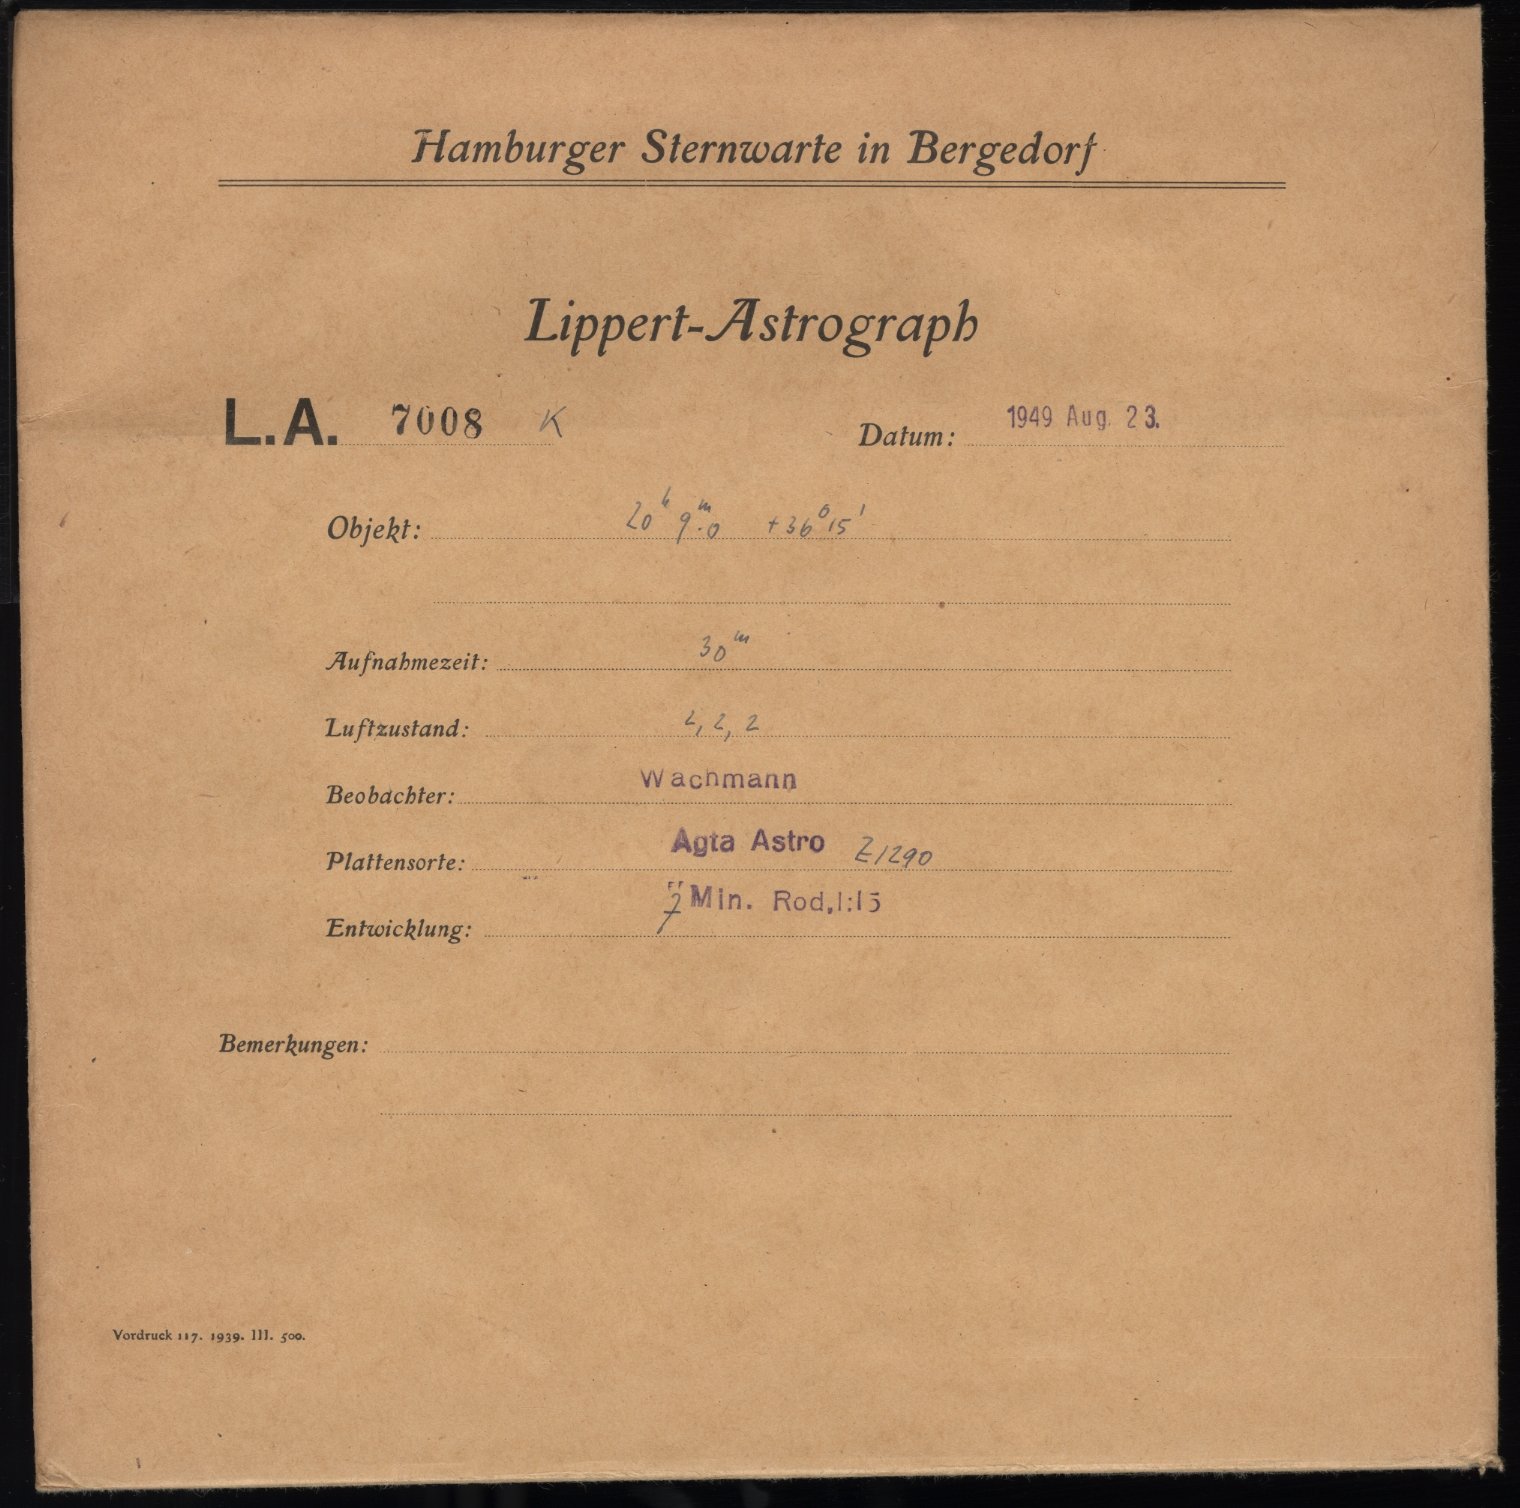 Hamburger Sternwarte in Bergedorf
Lippert-Astrograph
L.A. 7008 K Datum: 1949 Aug. 23.
Objekt: 20ʰ 9ᵐ.0 +36°15'
Aufnahmezeit: 30ᵐ
Luftzustand: 2, 2, 2
Beobachter: Wachmann
Plattensorte: Agfa Astro Z1290
Entwicklung: 7 Min. Rod.1:15
Bemerkungen:
Vordruck 117. 1939. III. 500.